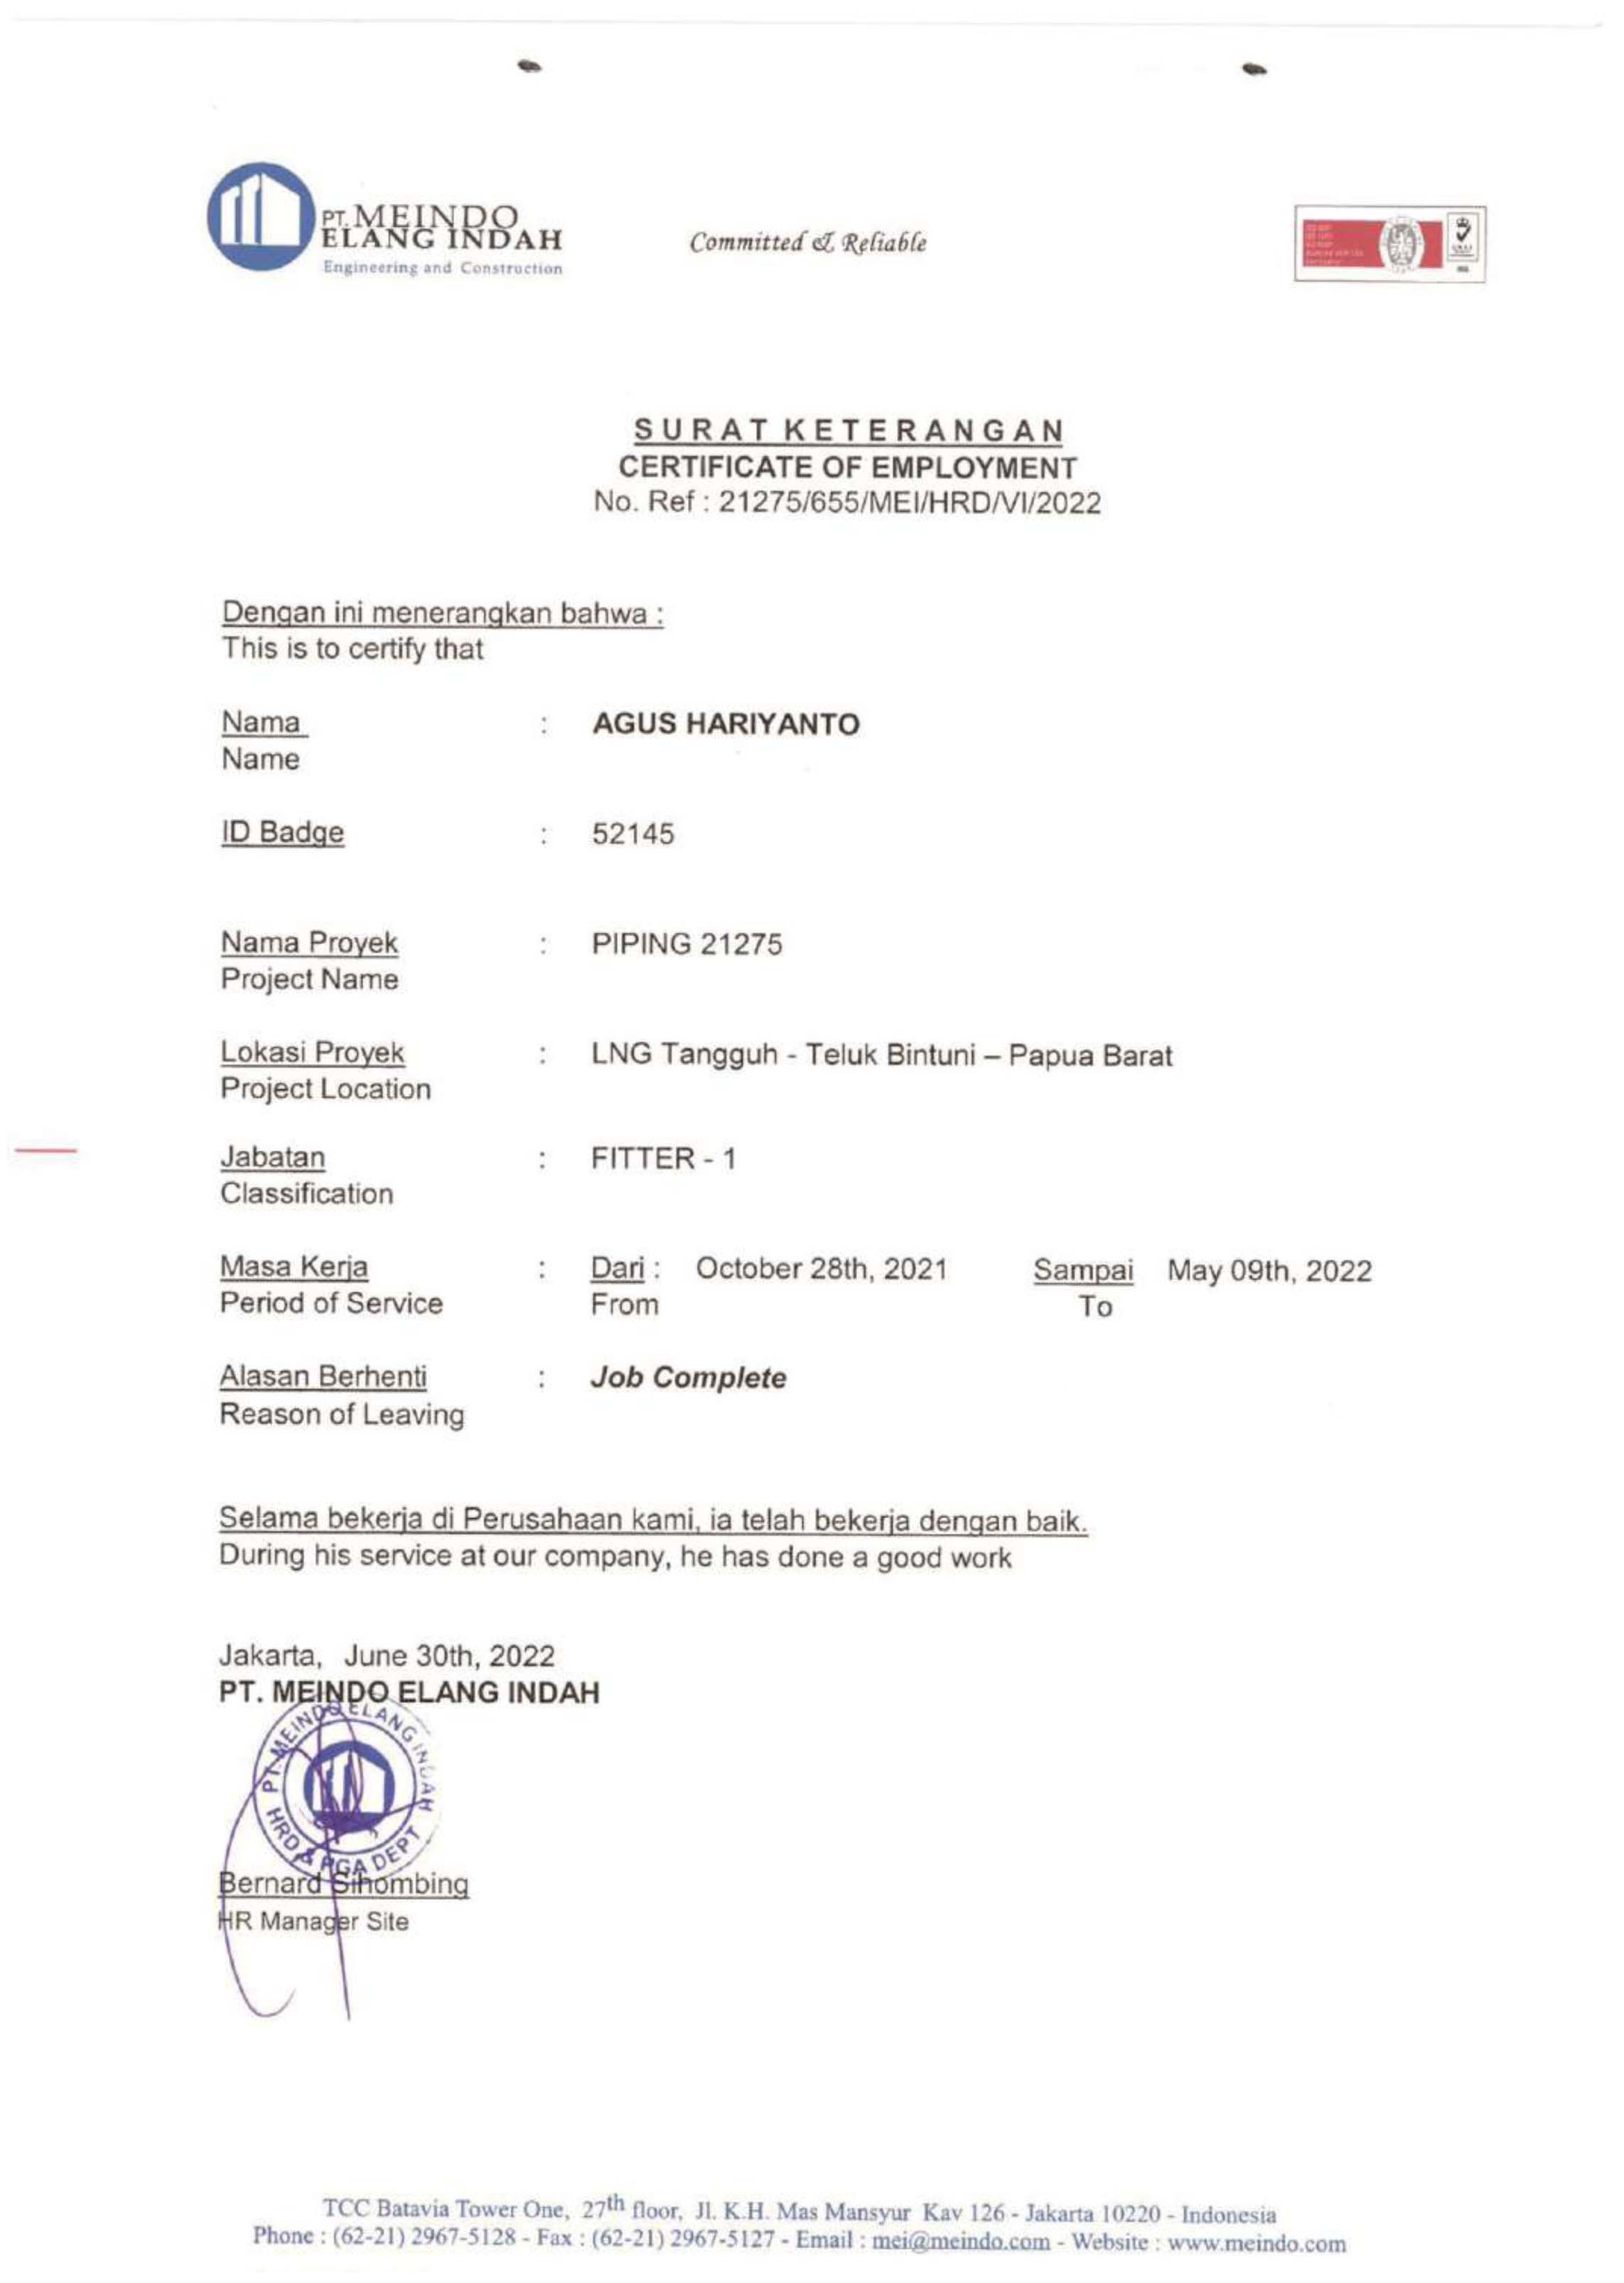 PT. MEINDO
ELANG INDAH
Engineering and Construction
Committed & Reliable
SURAT KETERANGAN
CERTIFICATE OF EMPLOYMENT
No. Ref : 21275/655/MEI/HRD/VI/2022
Dengan ini menerangkan bahwa :
This is to certify that
Nama : AGUS HARIYANTO
Name
ID Badge : 52145
Nama Proyek : PIPING 21275
Project Name
Lokasi Proyek : LNG Tangguh - Teluk Bintuni – Papua Barat
Project Location
Jabatan : FITTER - 1
Classification
Masa Kerja : Dari : October 28th, 2021 Sampai May 09th, 2022
Period of Service From To
Alasan Berhenti : Job Complete
Reason of Leaving
Selama bekerja di Perusahaan kami, ia telah bekerja dengan baik.
During his service at our company, he has done a good work
Jakarta, June 30th, 2022
PT. MEINDO ELANG INDAH
PT. MEINDO ELANG INDAH
HRD & PGA DEPT
Bernard Sihombing
HR Manager Site
TCC Batavia Tower One, 27th floor, Jl. K.H. Mas Mansyur Kav 126 - Jakarta 10220 - Indonesia
Phone : (62-21) 2967-5128 - Fax : (62-21) 2967-5127 - Email : mei@meindo.com - Website : www.meindo.com